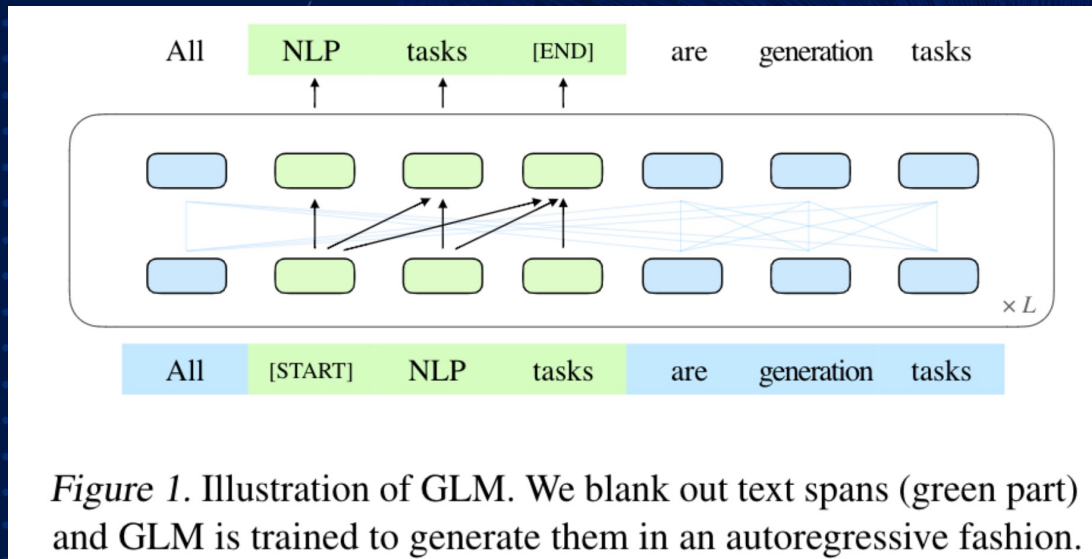 All NLP tasks [END] are generation tasks
× L
All [START] NLP tasks are generation tasks
Figure 1. Illustration of GLM. We blank out text spans (green part)
and GLM is trained to generate them in an autoregressive fashion.